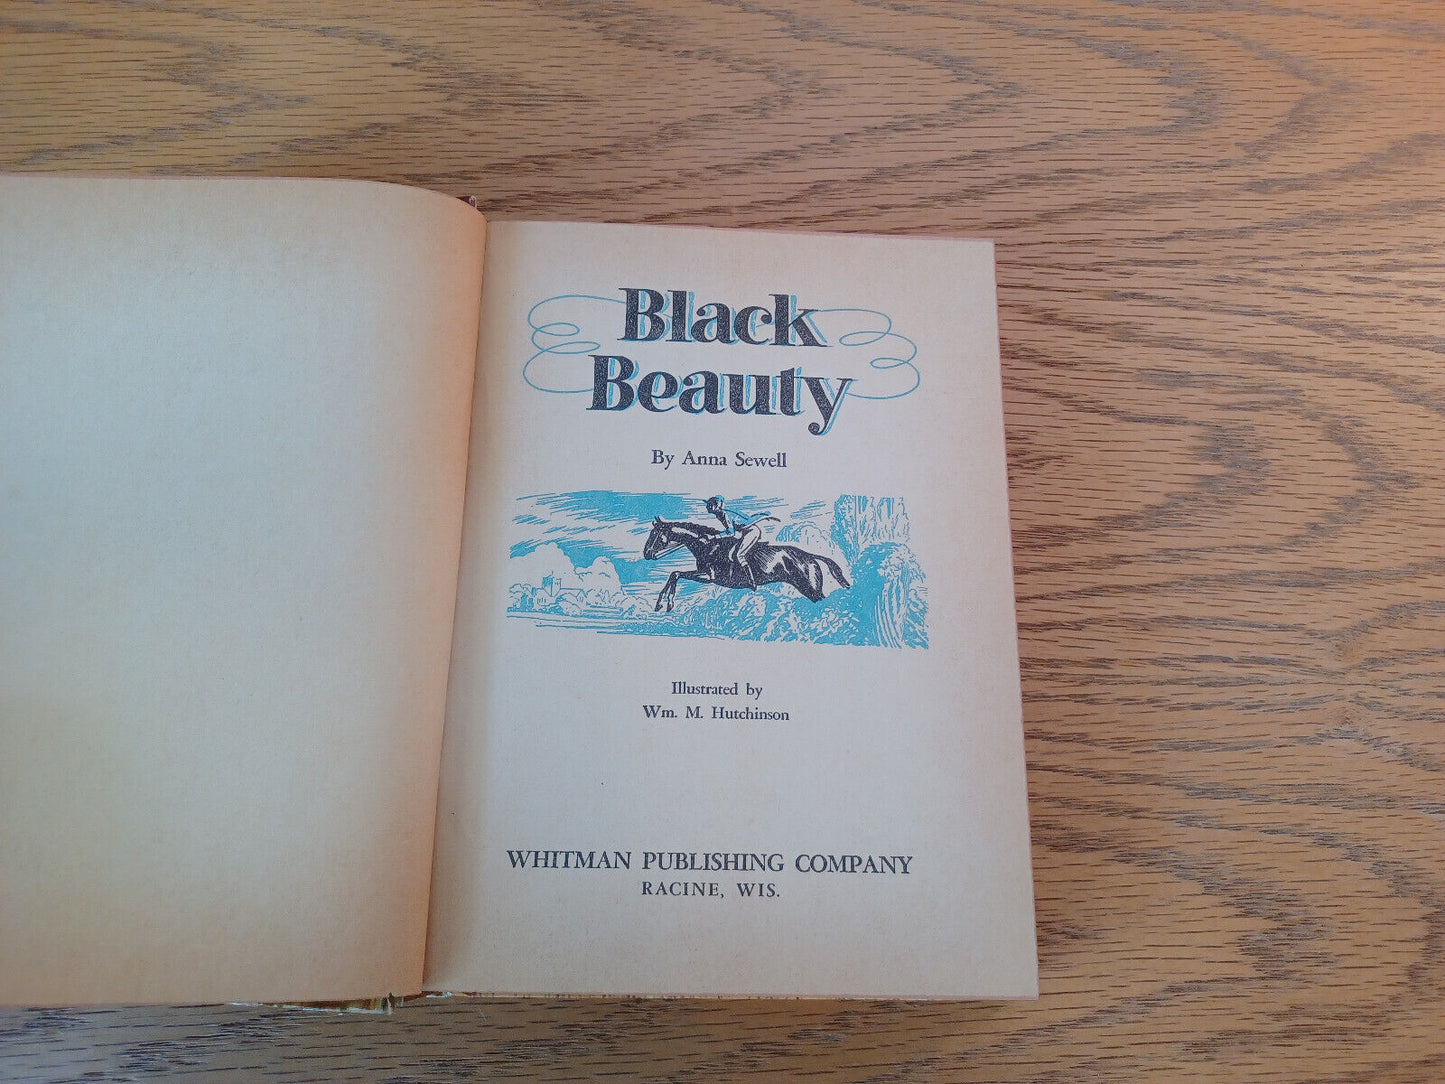 Black
Beauty
By Anna Sewell
Illustrated by
Wm. M. Hutchinson
WHITMAN PUBLISHING COMPANY
RACINE, WIS.